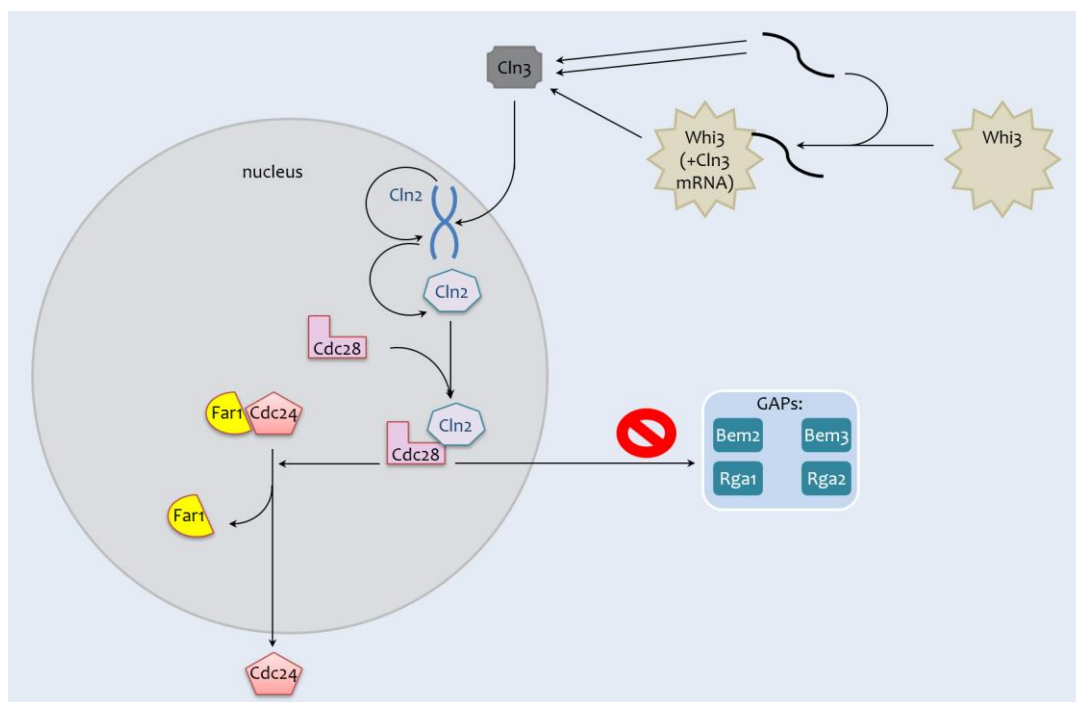 Cln3
Whi3
(+Cln3
mRNA)
Whi3
nucleus
Cln2
Cln2
Cdc28
Far1
Cdc24
Cln2
Cdc28
GAPs:
Bem2
Bem3
Rga1
Rga2
Far1
Cdc24